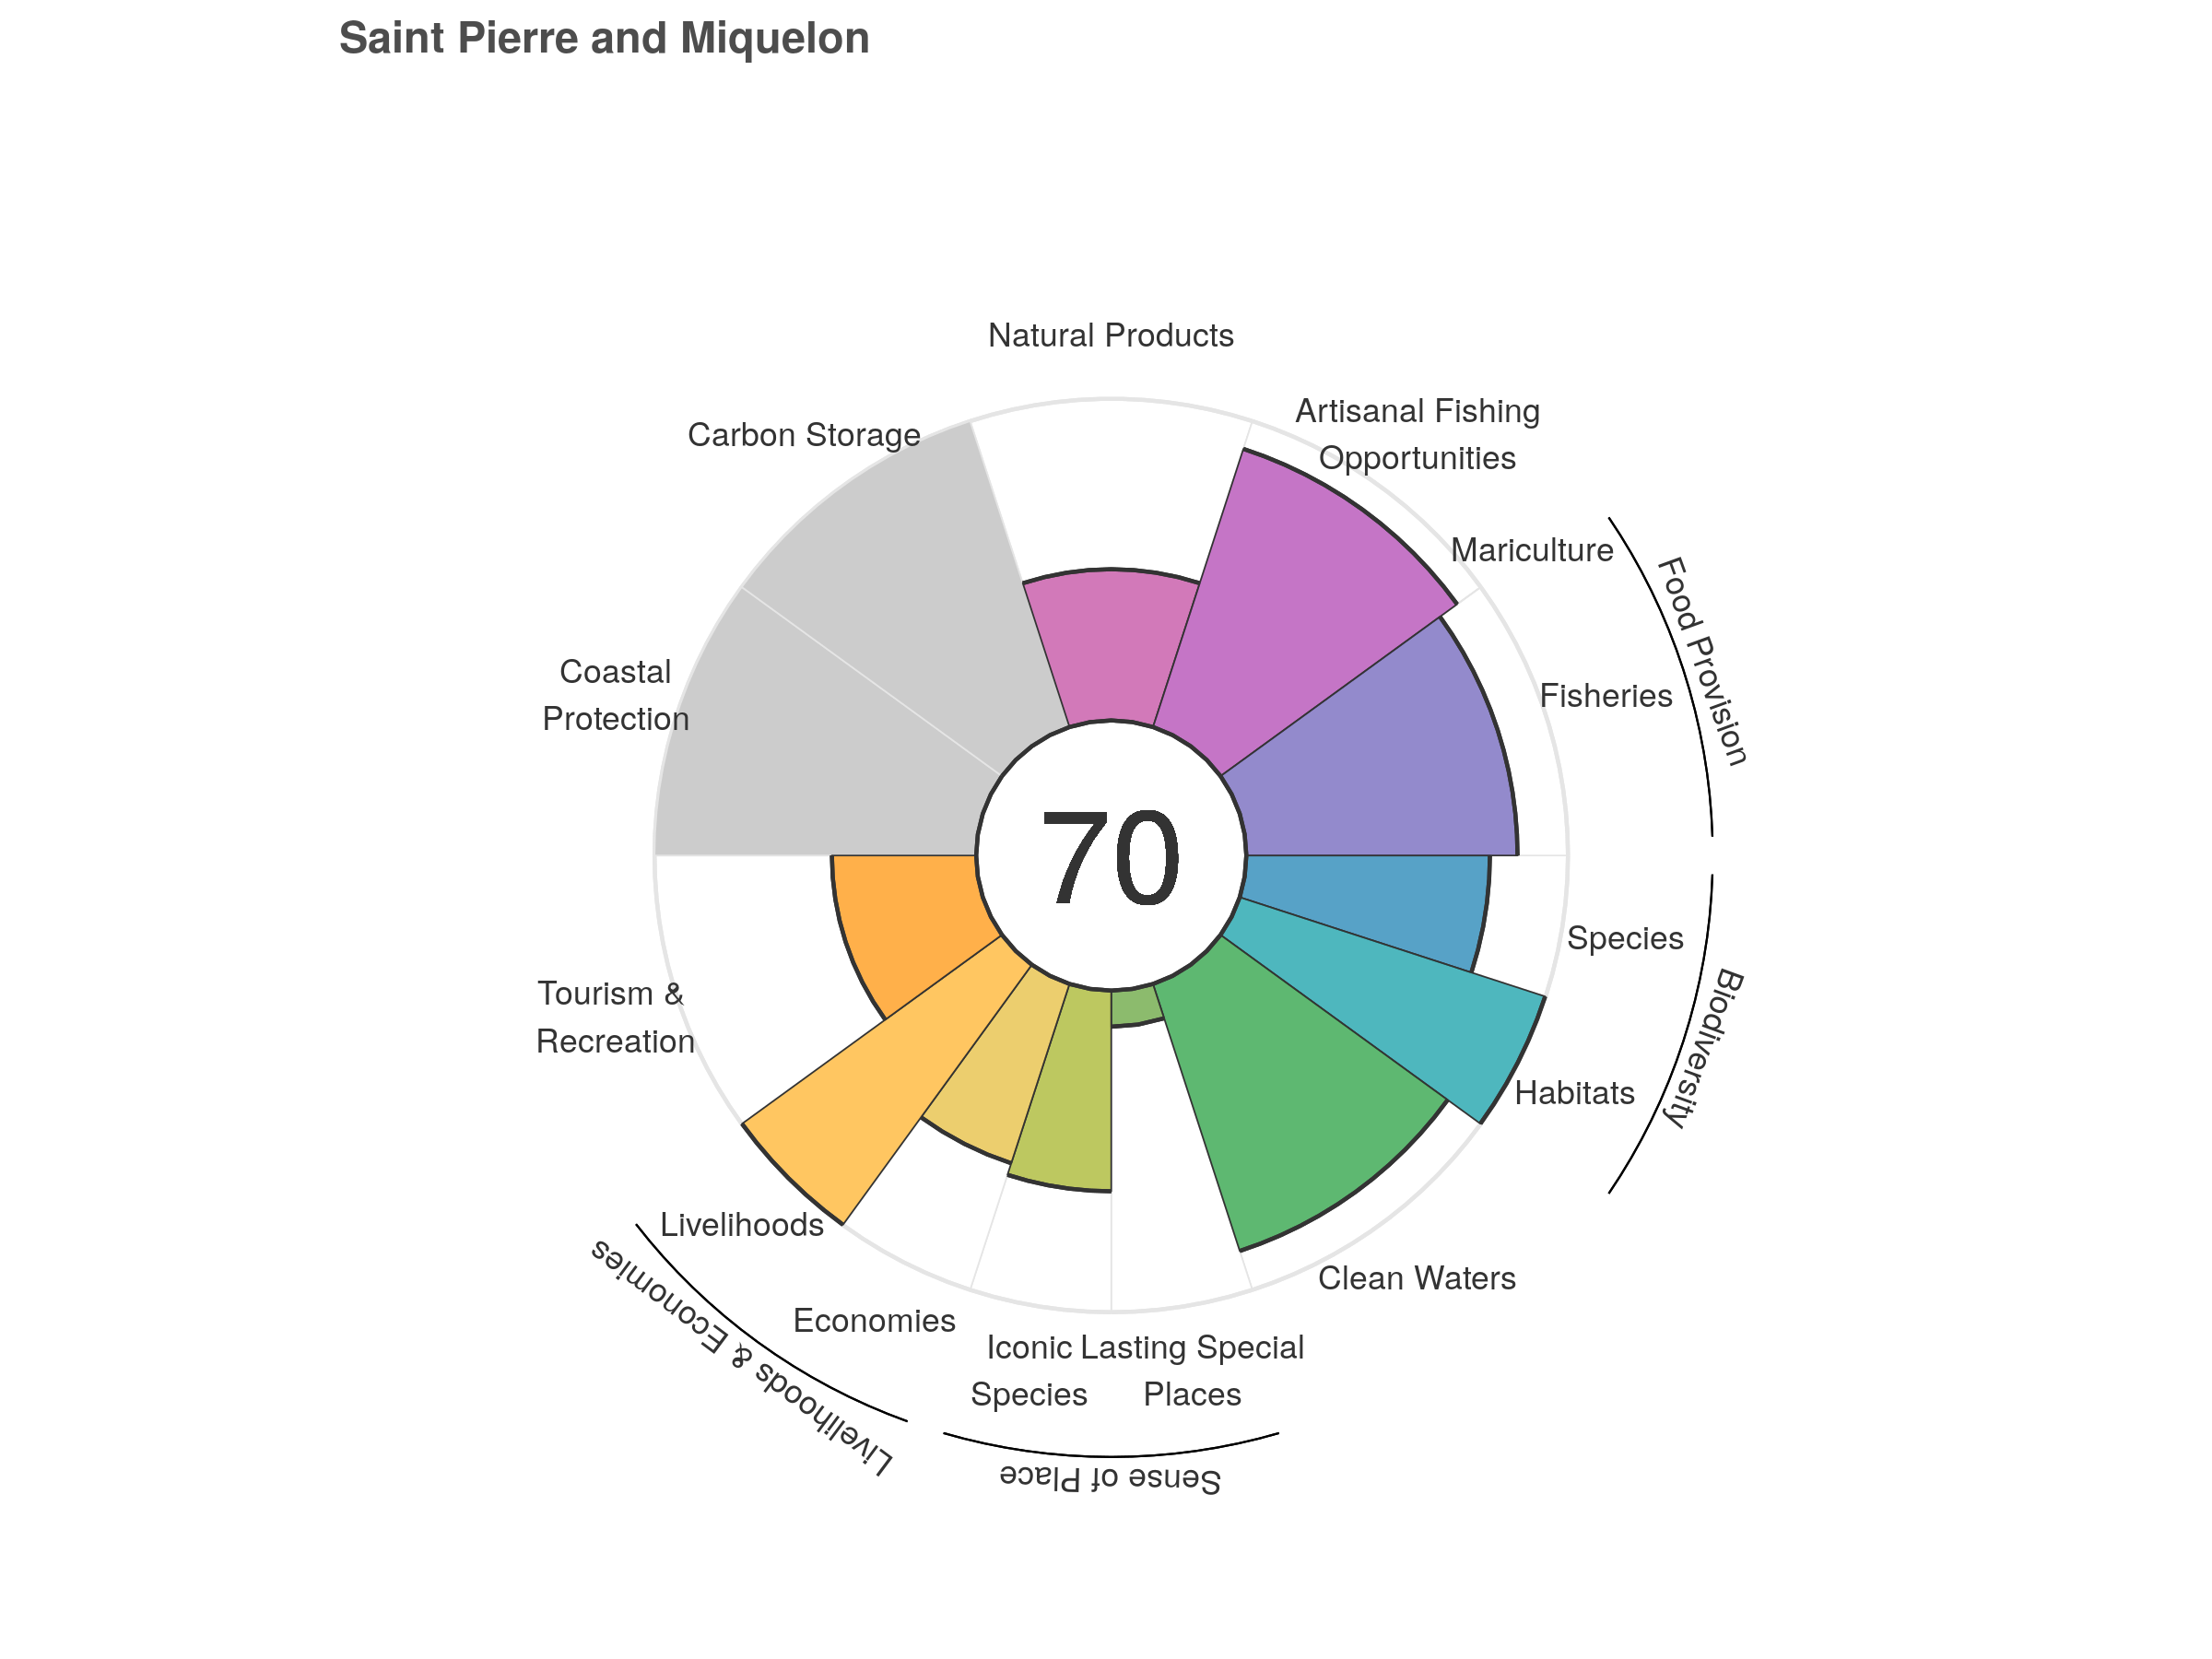 Saint Pierre and Miquelon
Natural Products
Artisanal Fishing
Opportunities
Carbon Storage
Mariculture
Food Provision
Coastal
Protection
Fisheries
70
Species
Biodiversity
Tourism &
Recreation
Habitats
Livelihoods
Clean Waters
Livelihoods & Economies
Economies
Iconic
Species
Lasting Special
Places
Sense of Place